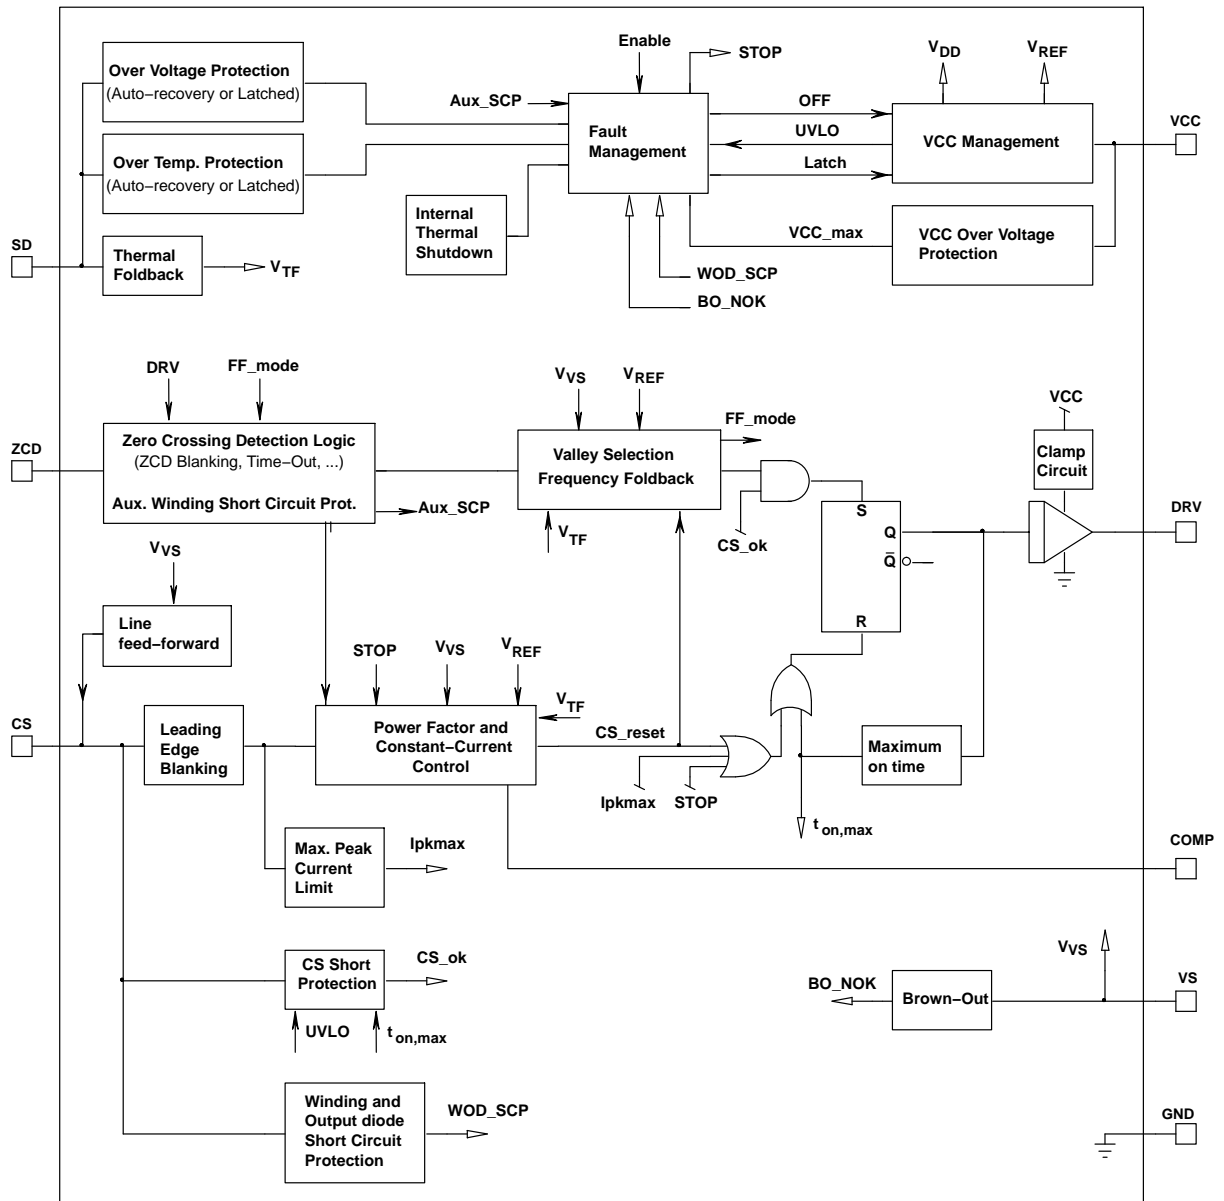 Enable
STOP
VDD
VREF
Over Voltage Protection
(Auto−recovery or Latched)
Aux_SCP
OFF
VCC
Fault
Management
UVLO
VCC Management
Over Temp. Protection
(Auto−recovery or Latched)
Latch
Internal
Thermal
Shutdown
VCC_max
VCC Over Voltage
Protection
SD
Thermal
Foldback
VTF
WOD_SCP
BO_NOK
DRV
FF_mode
VVS
VREF
VCC
FF_mode
ZCD
Zero Crossing Detection Logic
(ZCD Blanking, Time−Out, ...)
Aux. Winding Short Circuit Prot.
Valley Selection
Frequency Foldback
Clamp
Circuit
Aux_SCP
VTF
CS_ok
S
Q
Q
R
DRV
VVS
Line
feed−forward
STOP
VVS
VREF
VTF
CS
Leading
Edge
Blanking
Power Factor and
Constant−Current
Control
CS_reset
Maximum
on time
Ipkmax
STOP
ton,max
Max. Peak
Current
Limit
Ipkmax
COMP
CS Short
Protection
CS_ok
VVS
UVLO
ton,max
BO_NOK
Brown−Out
VS
Winding and
Output diode
Short Circuit
Protection
WOD_SCP
GND